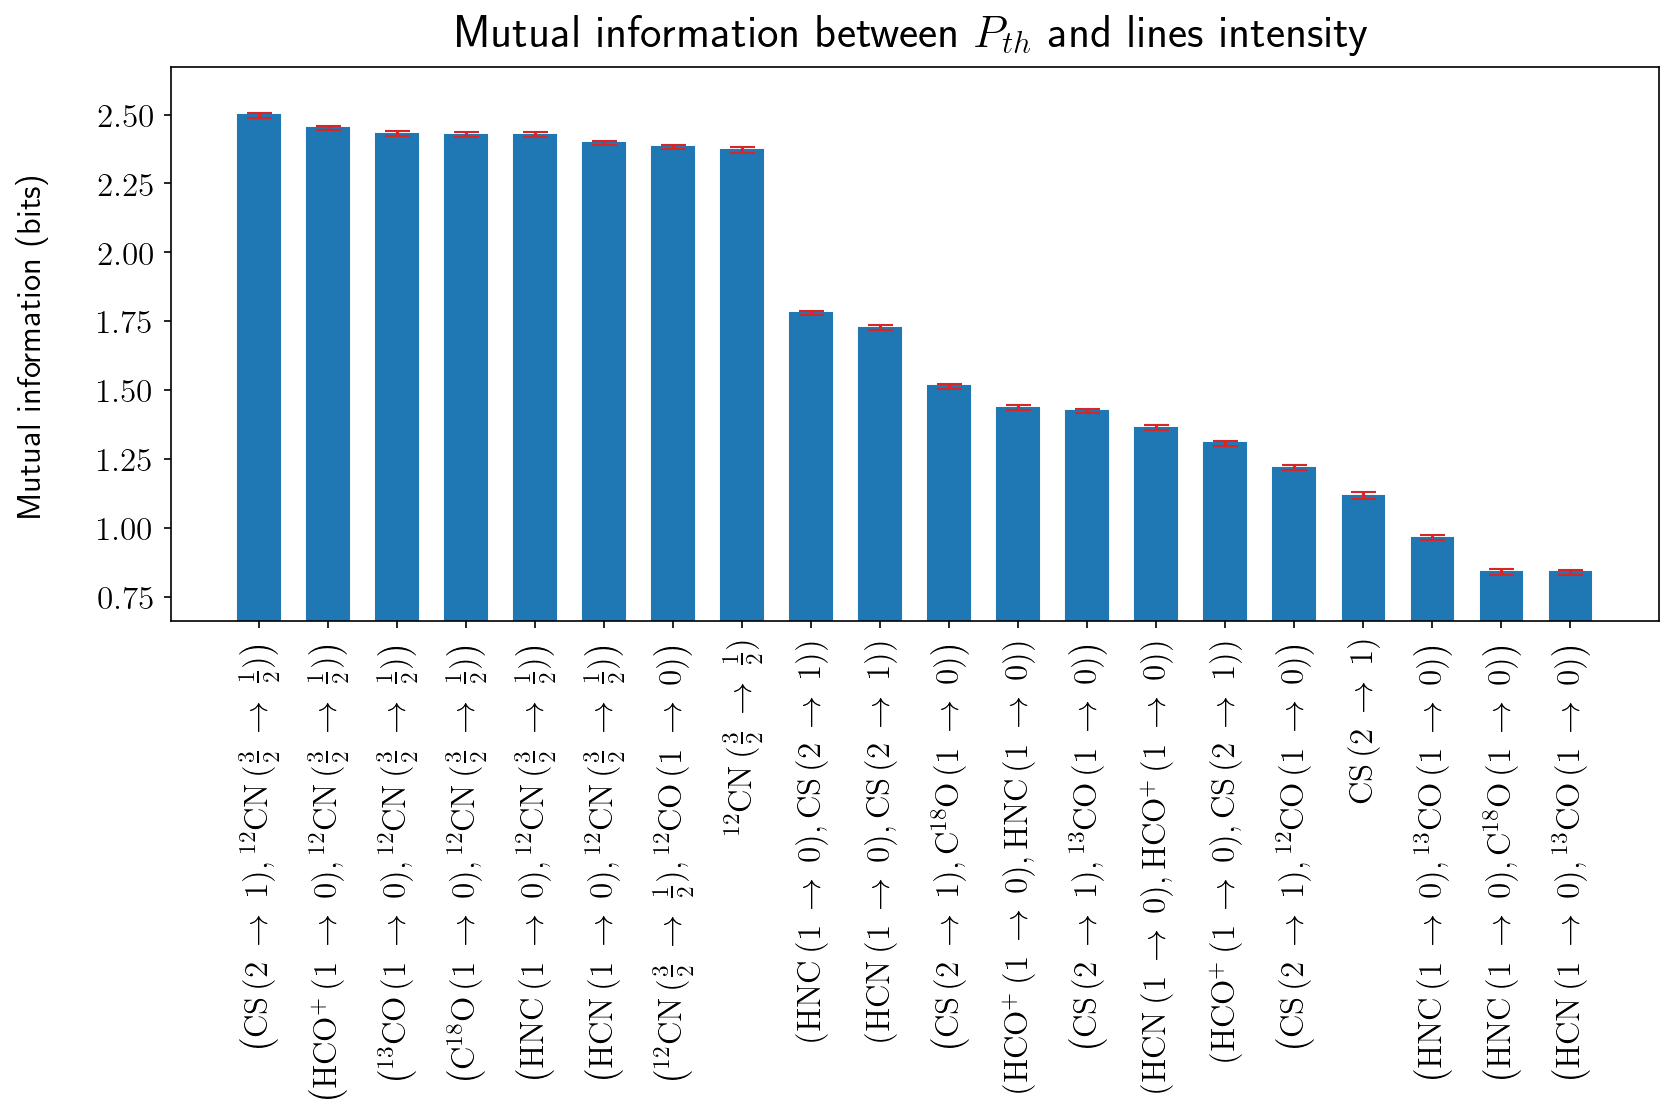 Mutual information between $P_{th}$ and lines intensity
Mutual information (bits)
2.50
2.25
2.00
1.75
1.50
1.25
1.00
0.75
(CS (2 → 1), ¹²CN (3/2 → 1/2))
(HCO⁺ (1 → 0), ¹²CN (3/2 → 1/2))
(¹³CO (1 → 0), ¹²CN (3/2 → 1/2))
(C¹⁸O (1 → 0), ¹²CN (3/2 → 1/2))
(HNC (1 → 0), ¹²CN (3/2 → 1/2))
(HCN (1 → 0), ¹²CN (3/2 → 1/2))
(¹²CN (3/2 → 1/2), ¹²CO (1 → 0))
¹²CN (3/2 → 1/2)
(HNC (1 → 0), CS (2 → 1))
(HCN (1 → 0), CS (2 → 1))
(CS (2 → 1), C¹⁸O (1 → 0))
(HCO⁺ (1 → 0), HNC (1 → 0))
(CS (2 → 1), ¹³CO (1 → 0))
(HCN (1 → 0), HCO⁺ (1 → 0))
(HCO⁺ (1 → 0), CS (2 → 1))
(CS (2 → 1), ¹²CO (1 → 0))
CS (2 → 1)
(HNC (1 → 0), ¹³CO (1 → 0))
(HNC (1 → 0), C¹⁸O (1 → 0))
(HCN (1 → 0), ¹³CO (1 → 0))